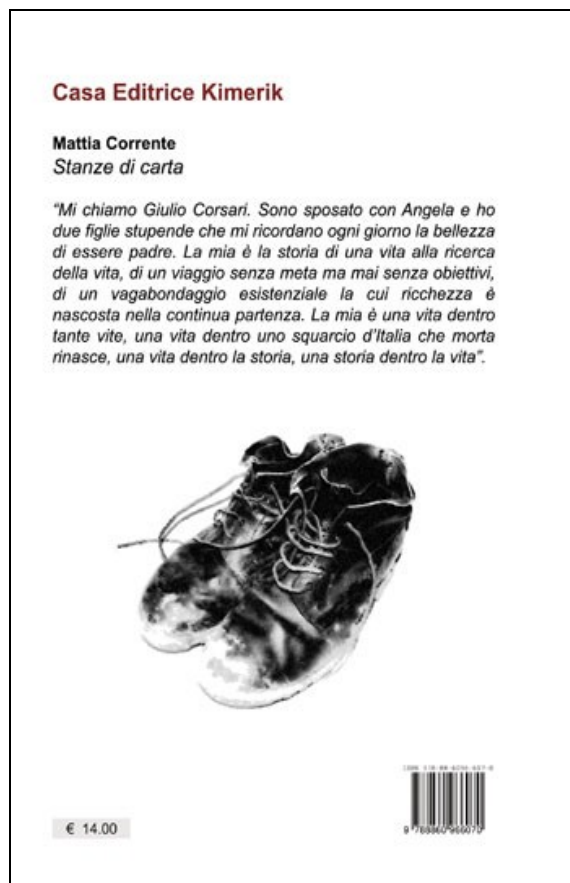 Casa Editrice Kimerik
Mattia Corrente
Stanze di carta
“Mi chiamo Giulio Corsari. Sono sposato con Angela e ho
due figlie stupende che mi ricordano ogni giorno la bellezza
di essere padre. La mia è la storia di una vita alla ricerca
della vita, di un viaggio senza meta ma mai senza obiettivi,
di un vagabondaggio esistenziale la cui ricchezza è
nascosta nella continua partenza. La mia è una vita dentro
tante vite, una vita dentro uno squarcio d’Italia che morta
rinasce, una vita dentro la storia, una storia dentro la vita”.
€ 14.00
9 788860 966070